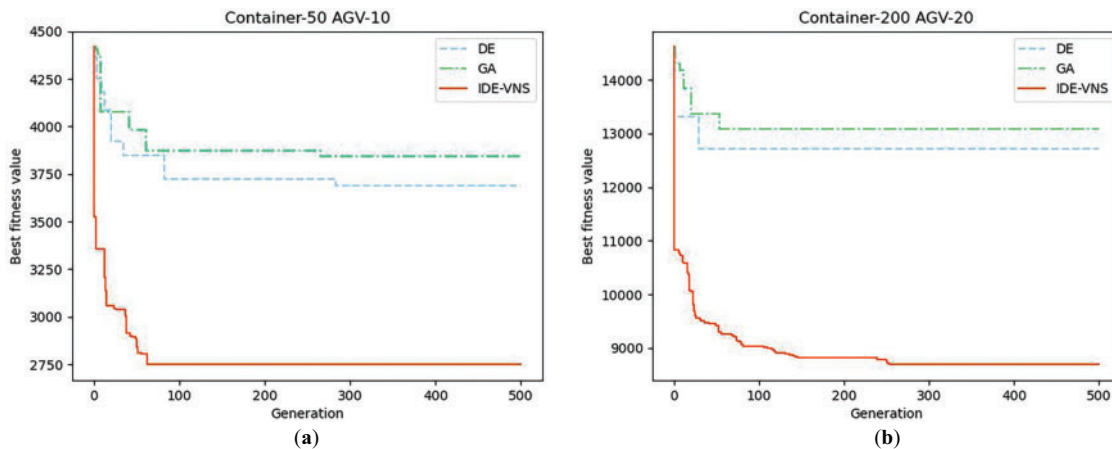 Container-50 AGV-10
4500
4250
4000
3750
3500
3250
3000
2750
Best fitness value
0 100 200 300 400 500
Generation
DE
GA
IDE-VNS
(a)
Container-200 AGV-20
14000
13000
12000
11000
10000
9000
Best fitness value
0 100 200 300 400 500
Generation
DE
GA
IDE-VNS
(b)